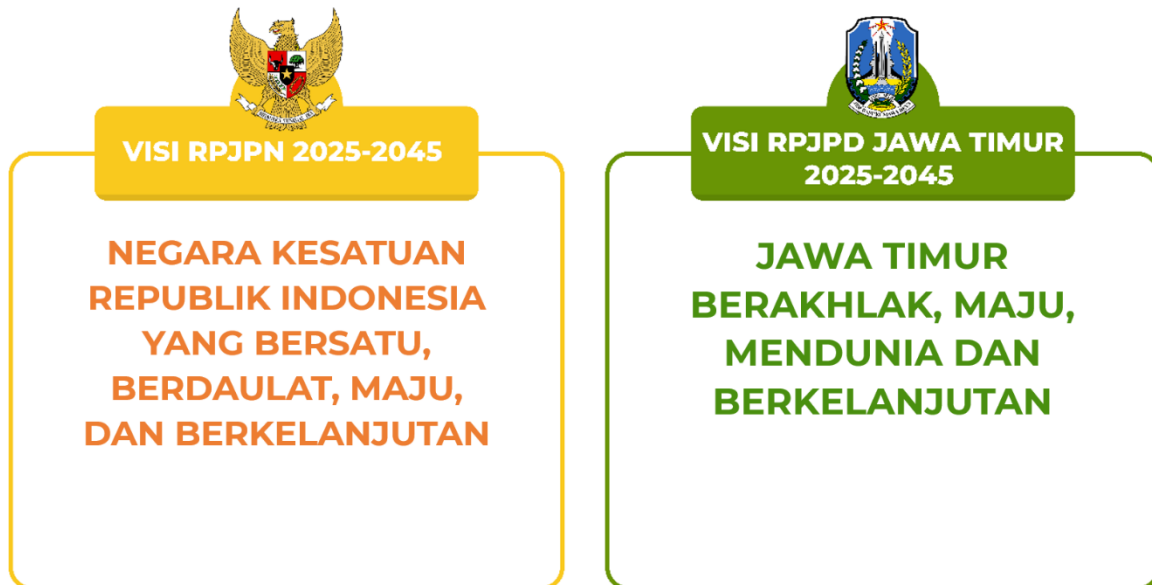 VISI RPJPN 2025-2045
NEGARA KESATUAN
REPUBLIK INDONESIA
YANG BERSATU,
BERDAULAT, MAJU,
DAN BERKELANJUTAN
VISI RPJPD JAWA TIMUR
2025-2045
JAWA TIMUR
BERAKHLAK, MAJU,
MENDUNIA DAN
BERKELANJUTAN